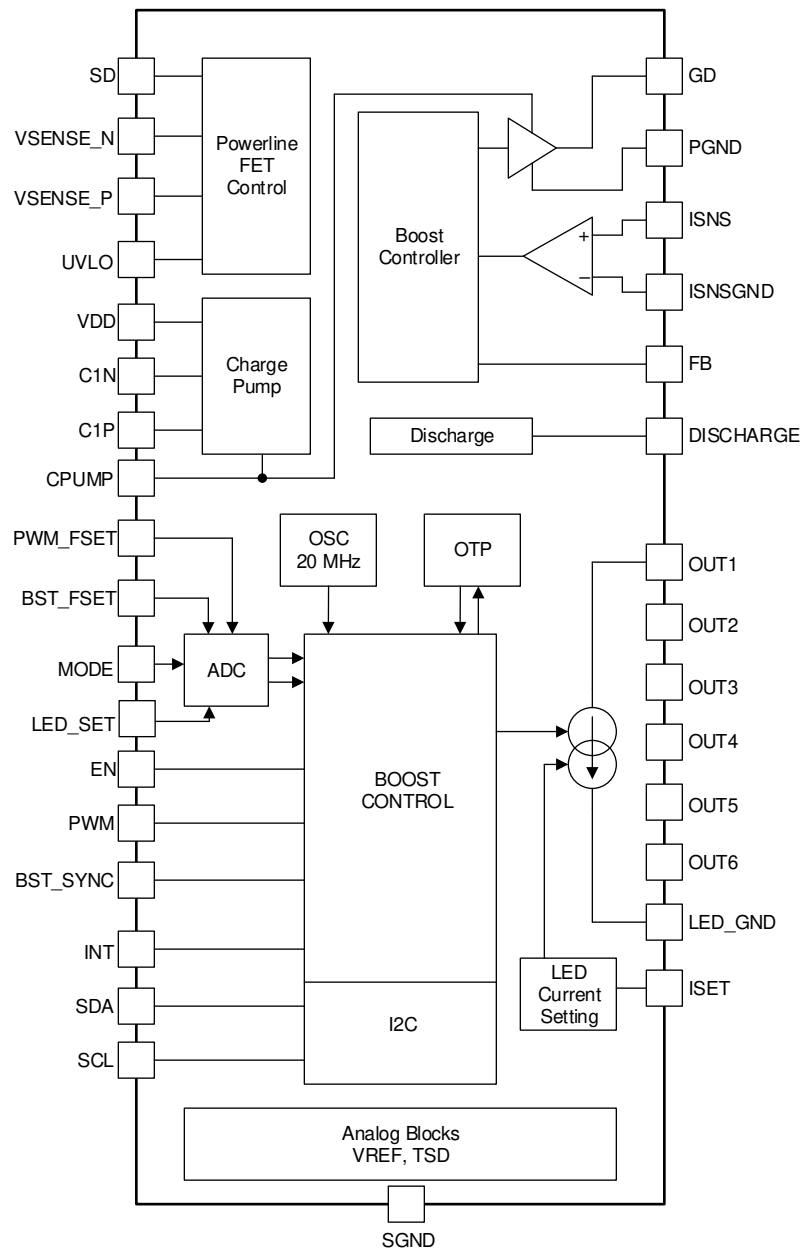 SD
VSENSE_N
VSENSE_P
UVLO
VDD
C1N
C1P
CPUMP
PWM_FSET
BST_FSET
MODE
LED_SET
EN
PWM
BST_SYNC
INT
SDA
SCL
Powerline
FET
Control
Charge
Pump
Boost
Controller
+
−
Discharge
OSC
20 MHz
OTP
ADC
BOOST
CONTROL
I2C
LED
Current
Setting
Analog Blocks
VREF, TSD
GD
PGND
ISNS
ISNSGND
FB
DISCHARGE
OUT1
OUT2
OUT3
OUT4
OUT5
OUT6
LED_GND
ISET
SGND